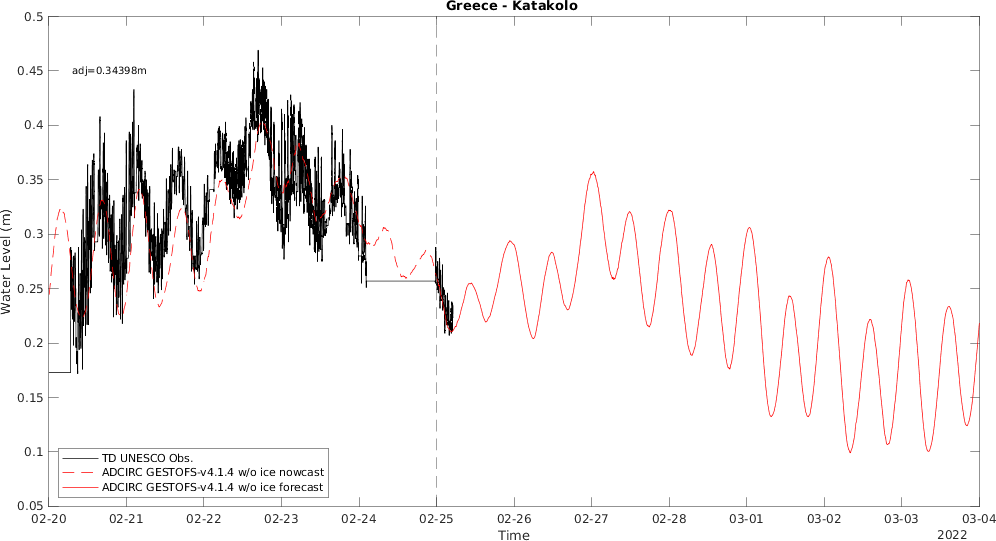 Greece - Katakolo
adj=0.34398m
Water Level (m)
0.5
0.45
0.4
0.35
0.3
0.25
0.2
0.15
0.1
0.05
TD UNESCO Obs.
ADCIRC GESTOFS-v4.1.4 w/o ice nowcast
ADCIRC GESTOFS-v4.1.4 w/o ice forecast
02-20 02-21 02-22 02-23 02-24 02-25 02-26 02-27 02-28 03-01 03-02 03-03 03-04
Time
2022